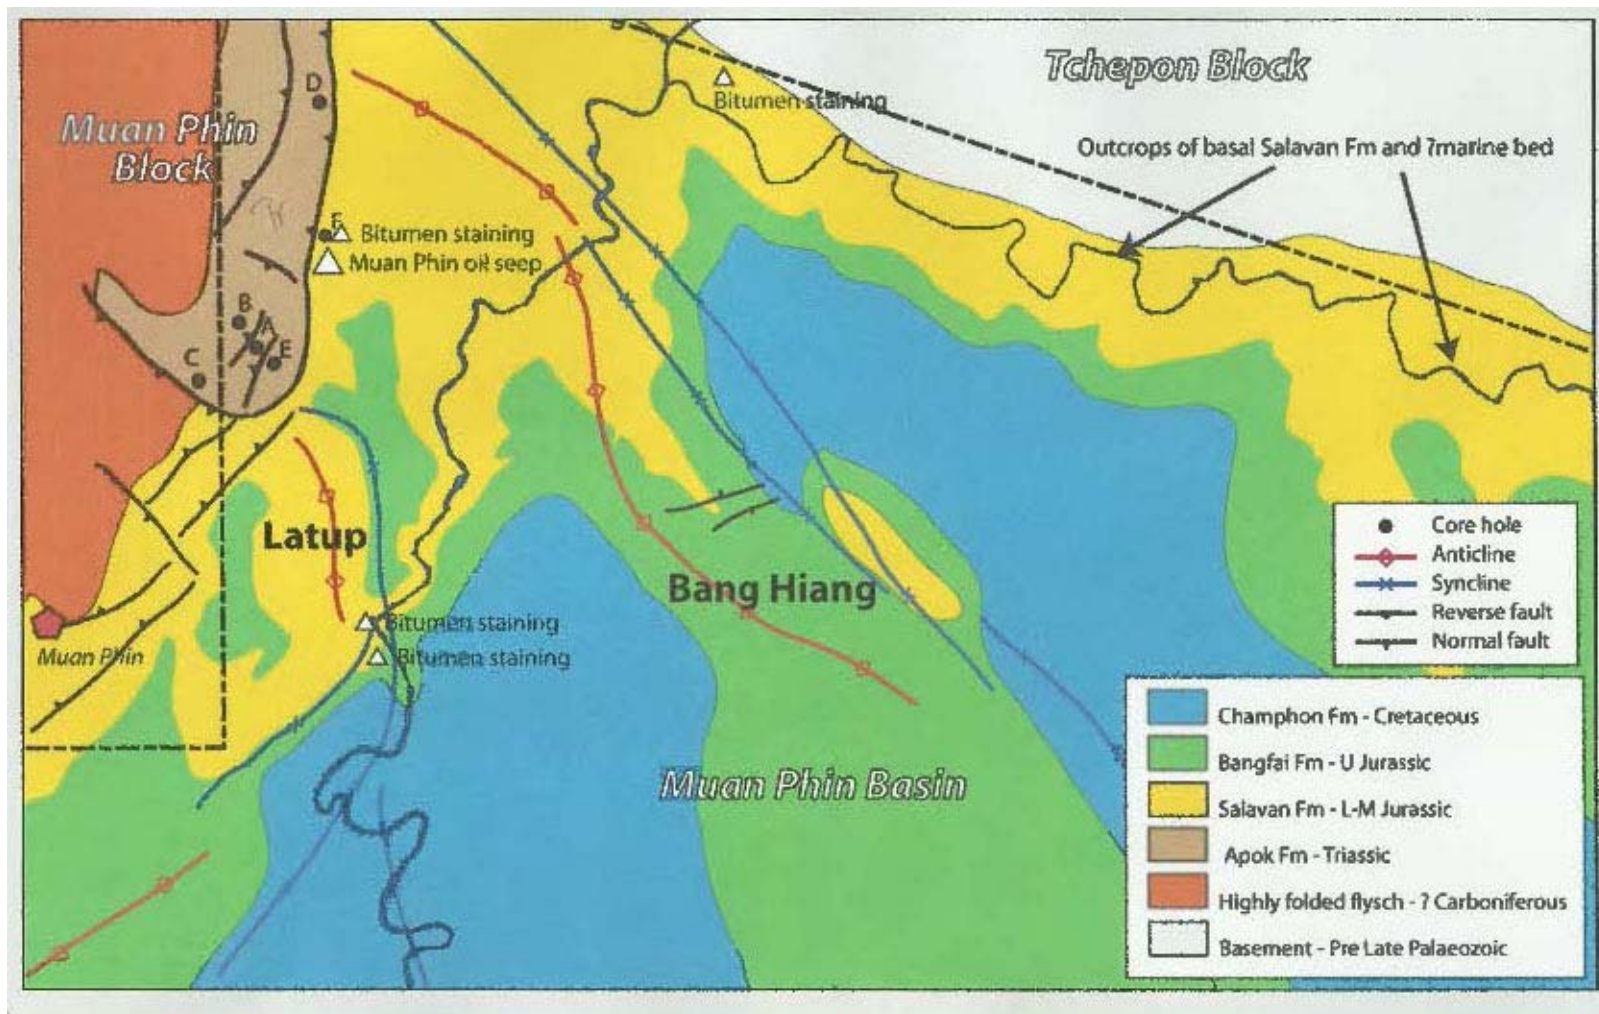 Tchepon Block
D
Bitumen staining
Muan Phin
Block
Outcrops of basal Salavan Fm and ?marine bed
F
Bitumen staining
Muan Phin oil seep
B
A
E
C
Latup
Core hole
Anticline
Bang Hiang
Syncline
Reverse fault
Bitumen staining
Normal fault
Muan Phin
Bitumen staining
Champhon Fm - Cretaceous
Bangfai Fm - U Jurassic
Muan Phin Basin
Salavan Fm - L-M Jurassic
Apok Fm - Triassic
Highly folded flysch - ? Carboniferous
Basement - Pre Late Palaeozoic